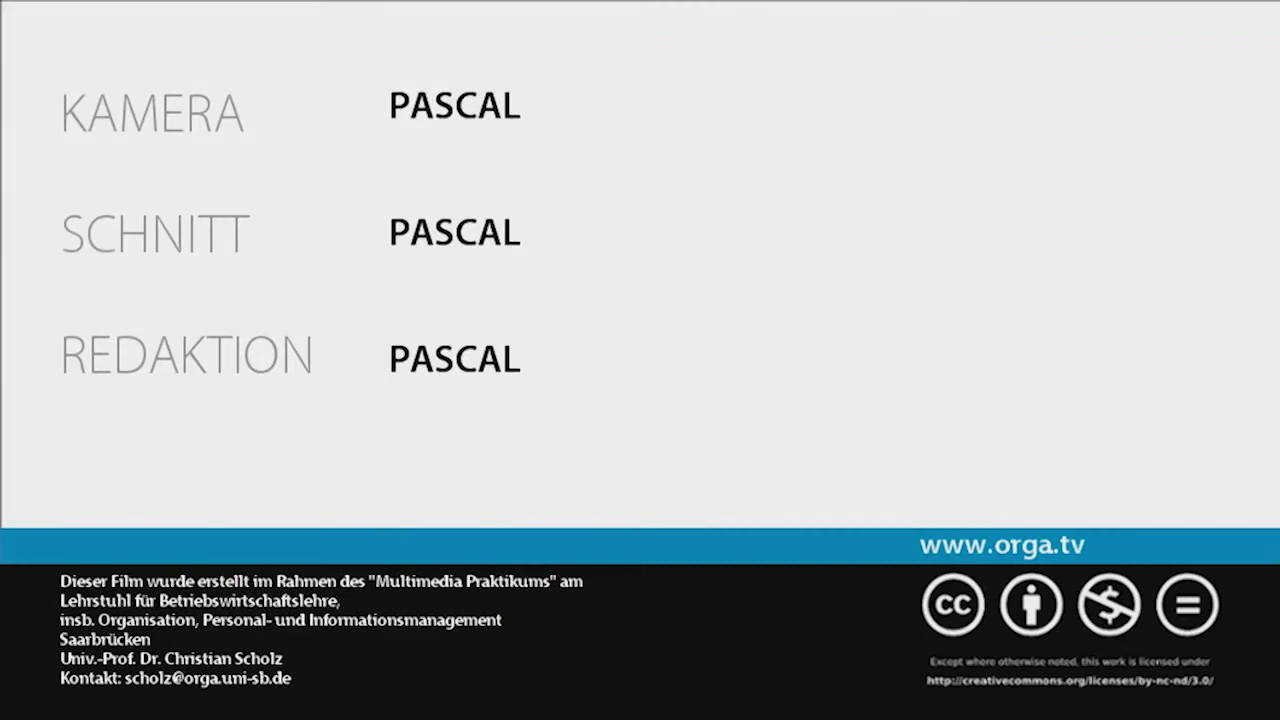 KAMERA PASCAL
SCHNITT PASCAL
REDAKTION PASCAL
www.orga.tv
Dieser Film wurde erstellt im Rahmen des "Multimedia Praktikums" am
Lehrstuhl für Betriebswirtschaftslehre,
insb. Organisation, Personal- und Informationsmanagement
Saarbrücken
Univ.-Prof. Dr. Christian Scholz
Kontakt: scholz@orga.uni-sb.de
cc
Except where otherwise noted, this work is licensed under
http://creativecommons.org/licenses/by-nc-nd/3.0/